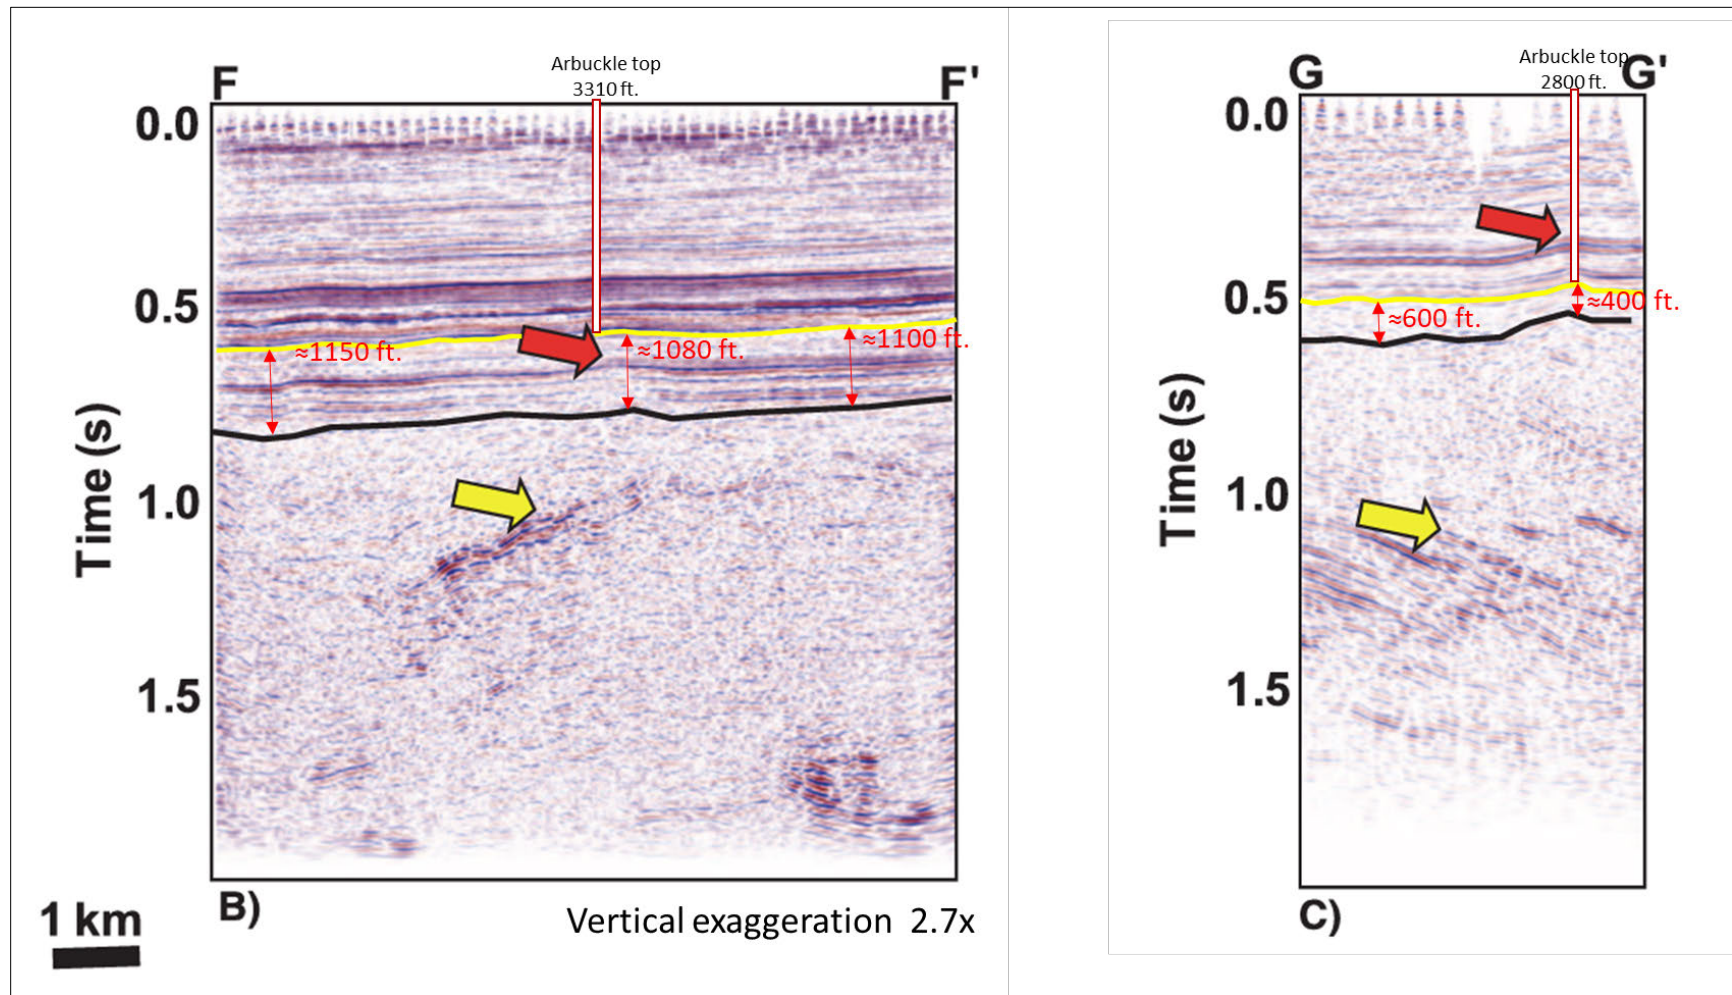 F
Arbuckle top
3310 ft.
F'
0.0
0.5
1.0
1.5
Time (s)
≈1150 ft.
≈1080 ft.
≈1100 ft.
B)
1 km
Vertical exaggeration 2.7x
G
Arbuckle top
2800 ft.
G'
0.0
0.5
1.0
1.5
Time (s)
≈600 ft.
≈400 ft.
C)